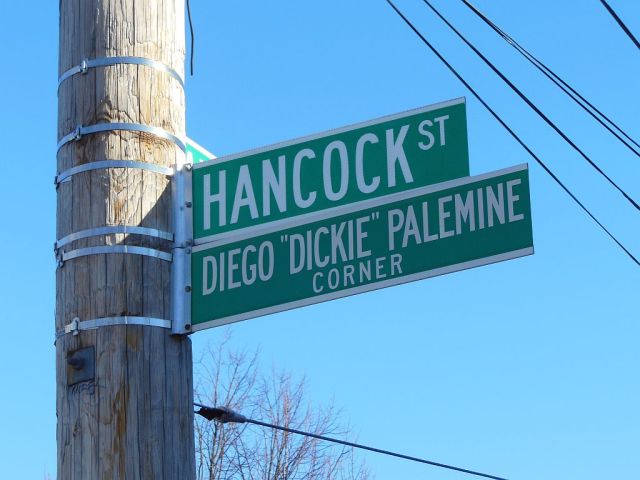 HANCOCK ST
DIEGO "DICKIE" PALEMINE
CORNER